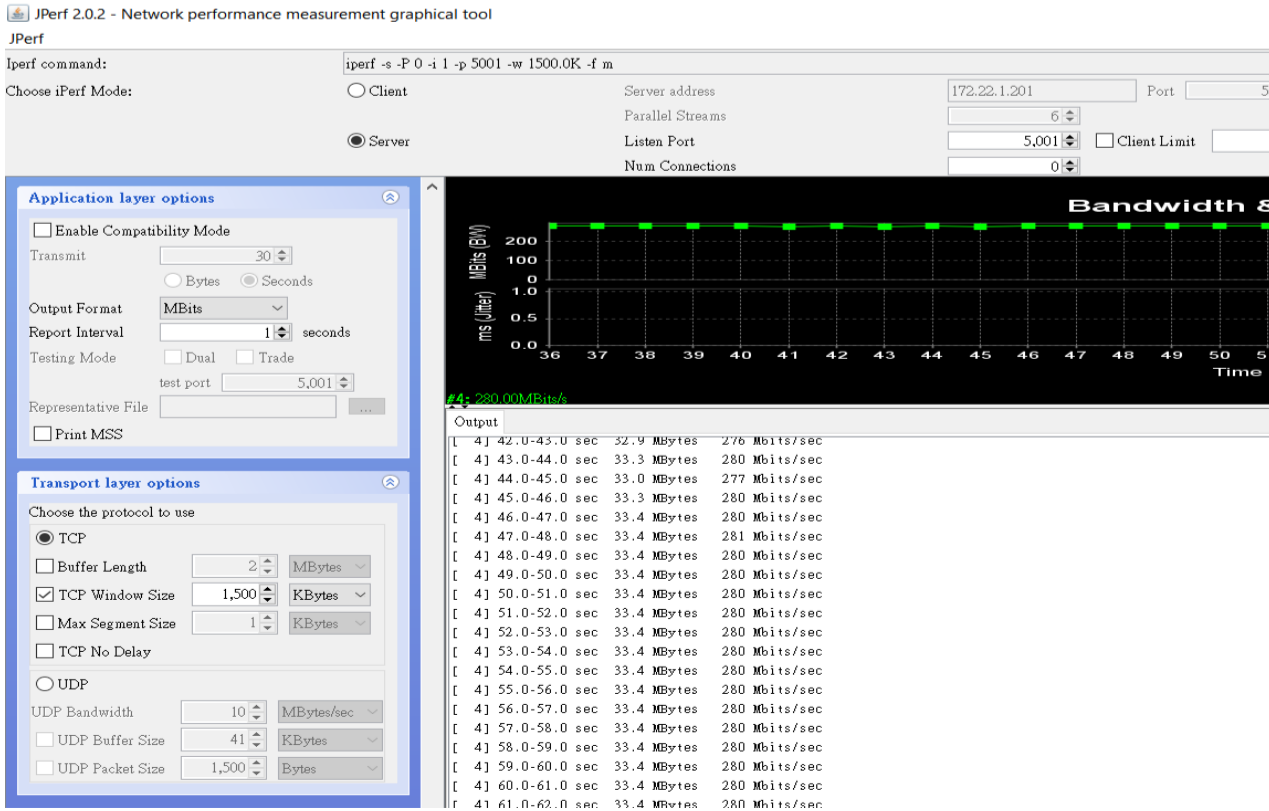 JPerf 2.0.2 - Network performance measurement graphical tool
JPerf
Iperf command:
iperf -s -P 0 -i 1 -p 5001 -w 1500.0K -f m
Choose iPerf Mode:
Client
Server address
172.22.1.201
Port
5
Parallel Streams
6
Server
Listen Port
5,001
Client Limit
Num Connections
0
Application layer options
Enable Compatibility Mode
Transmit
30
Bytes
Seconds
Output Format
MBits
Report Interval
1
seconds
Testing Mode
Dual
Trade
test port
5,001
Representative File
...
Print MSS
Transport layer options
Choose the protocol to use
TCP
Buffer Length
2
MBytes
TCP Window Size
1,500
KBytes
Max Segment Size
1
KBytes
TCP No Delay
UDP
UDP Bandwidth
10
MBytes/sec
UDP Buffer Size
41
KBytes
UDP Packet Size
1,500
Bytes
Bandwidth &
MBits (BW)
200
100
0
ms (Jitter)
1.0
0.5
0.0
36 37 38 39 40 41 42 43 44 45 46 47 48 49 50 5
Time
#4: 280.00MBits/s
Output
[ 4] 42.0-43.0 sec 32.9 MBytes 276 Mbits/sec
[ 4] 43.0-44.0 sec 33.3 MBytes 280 Mbits/sec
[ 4] 44.0-45.0 sec 33.0 MBytes 277 Mbits/sec
[ 4] 45.0-46.0 sec 33.3 MBytes 280 Mbits/sec
[ 4] 46.0-47.0 sec 33.4 MBytes 280 Mbits/sec
[ 4] 47.0-48.0 sec 33.4 MBytes 281 Mbits/sec
[ 4] 48.0-49.0 sec 33.4 MBytes 280 Mbits/sec
[ 4] 49.0-50.0 sec 33.4 MBytes 280 Mbits/sec
[ 4] 50.0-51.0 sec 33.4 MBytes 280 Mbits/sec
[ 4] 51.0-52.0 sec 33.4 MBytes 280 Mbits/sec
[ 4] 52.0-53.0 sec 33.4 MBytes 280 Mbits/sec
[ 4] 53.0-54.0 sec 33.4 MBytes 280 Mbits/sec
[ 4] 54.0-55.0 sec 33.4 MBytes 280 Mbits/sec
[ 4] 55.0-56.0 sec 33.4 MBytes 280 Mbits/sec
[ 4] 56.0-57.0 sec 33.4 MBytes 280 Mbits/sec
[ 4] 57.0-58.0 sec 33.4 MBytes 280 Mbits/sec
[ 4] 58.0-59.0 sec 33.4 MBytes 280 Mbits/sec
[ 4] 59.0-60.0 sec 33.4 MBytes 280 Mbits/sec
[ 4] 60.0-61.0 sec 33.4 MBytes 280 Mbits/sec
[ 4] 61.0-62.0 sec 33.4 MBytes 280 Mbits/sec